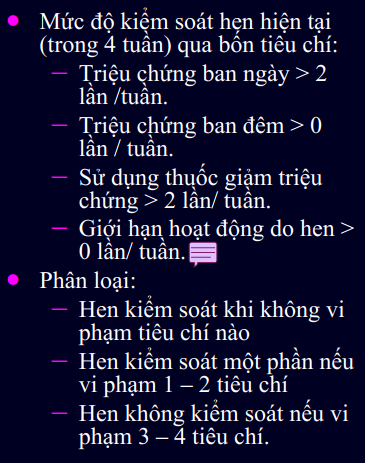 Mức độ kiểm soát hen hiện tại
(trong 4 tuần) qua bốn tiêu chí:
– Triệu chứng ban ngày > 2
lần /tuần.
– Triệu chứng ban đêm > 0
lần / tuần.
– Sử dụng thuốc giảm triệu
chứng > 2 lần/ tuần.
– Giới hạn hoạt động do hen >
0 lần/ tuần.
Phân loại:
– Hen kiểm soát khi không vi
phạm tiêu chí nào
– Hen kiểm soát một phần nếu
vi phạm 1 – 2 tiêu chí
– Hen không kiểm soát nếu vi
phạm 3 – 4 tiêu chí.